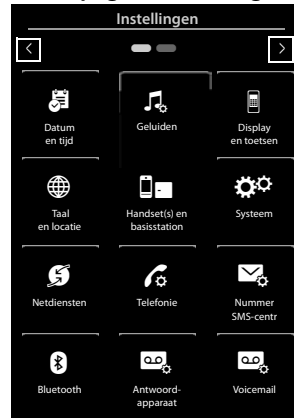 Instellingen
Datum
en tijd
Geluiden
Display
en toetsen
Taal
en locatie
Handset(s) en
basisstation
Systeem
Netdiensten
Telefonie
Nummer
SMS-centr
Bluetooth
Antwoord-
apparaat
Voicemail